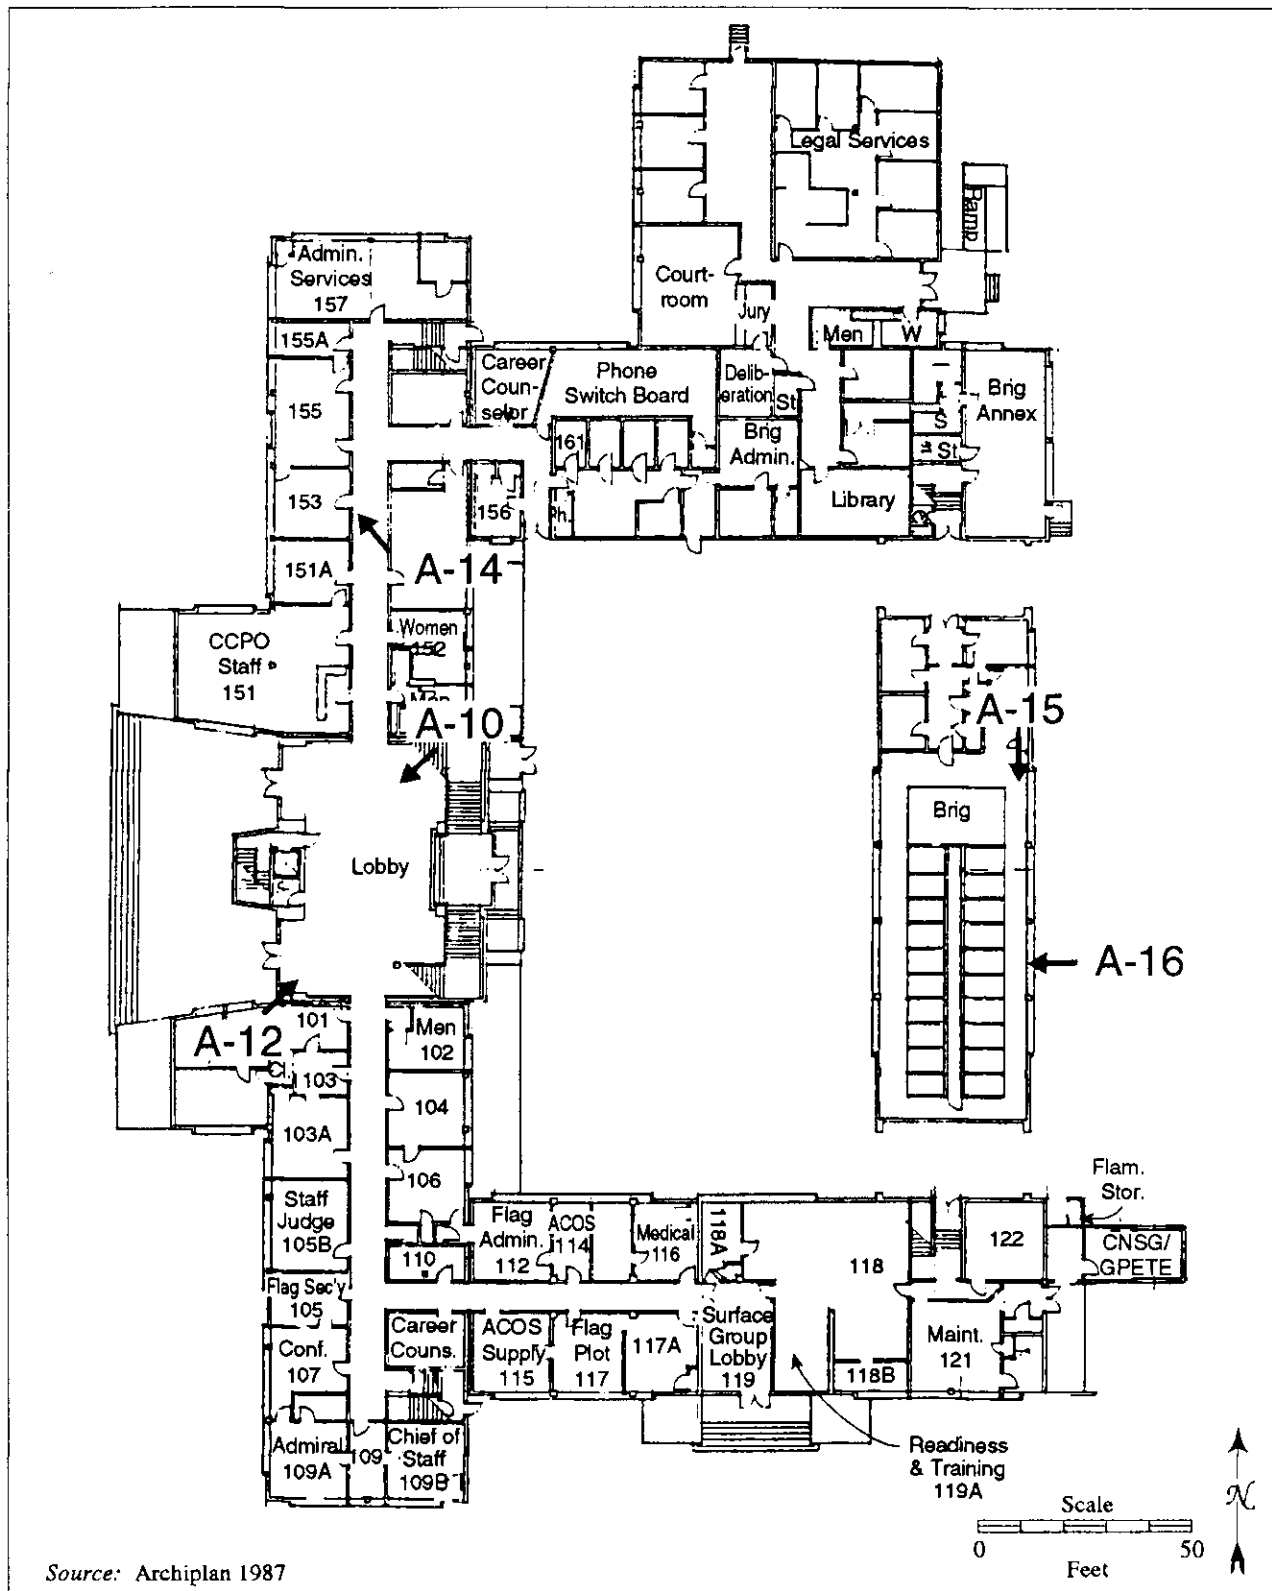 Legal Services
Ramp
Admin.
Services
157
Court-
room
Jury
Men
W
155A
Career
Coun-
selor
Phone
Switch Board
Delib-
eration
St
Brig
Annex
155
161
Brig
Admin.
S
St
153
156
Ph.
Library
151A
A-14
CCPO
Staff
151
Women
152
Men
A-10
A-15
Brig
Lobby
A-16
101
A-12
Men
102
103
104
103A
106
Flam.
Stor.
Staff
Judge
105B
Flag
Admin.
112
ACOS
114
Medical
116
118A
118
122
CNSG/
GPETE
110
Flag Sec'y
105
Career
Couns.
ACOS
Supply
115
Flag
Plot
117
117A
Surface
Group
Lobby
119
Maint.
121
Conf.
107
118B
Admiral
109A
109
Chief of
Staff
109B
Readiness
& Training
119A
N
Scale
0 50
Feet
Source: Archiplan 1987